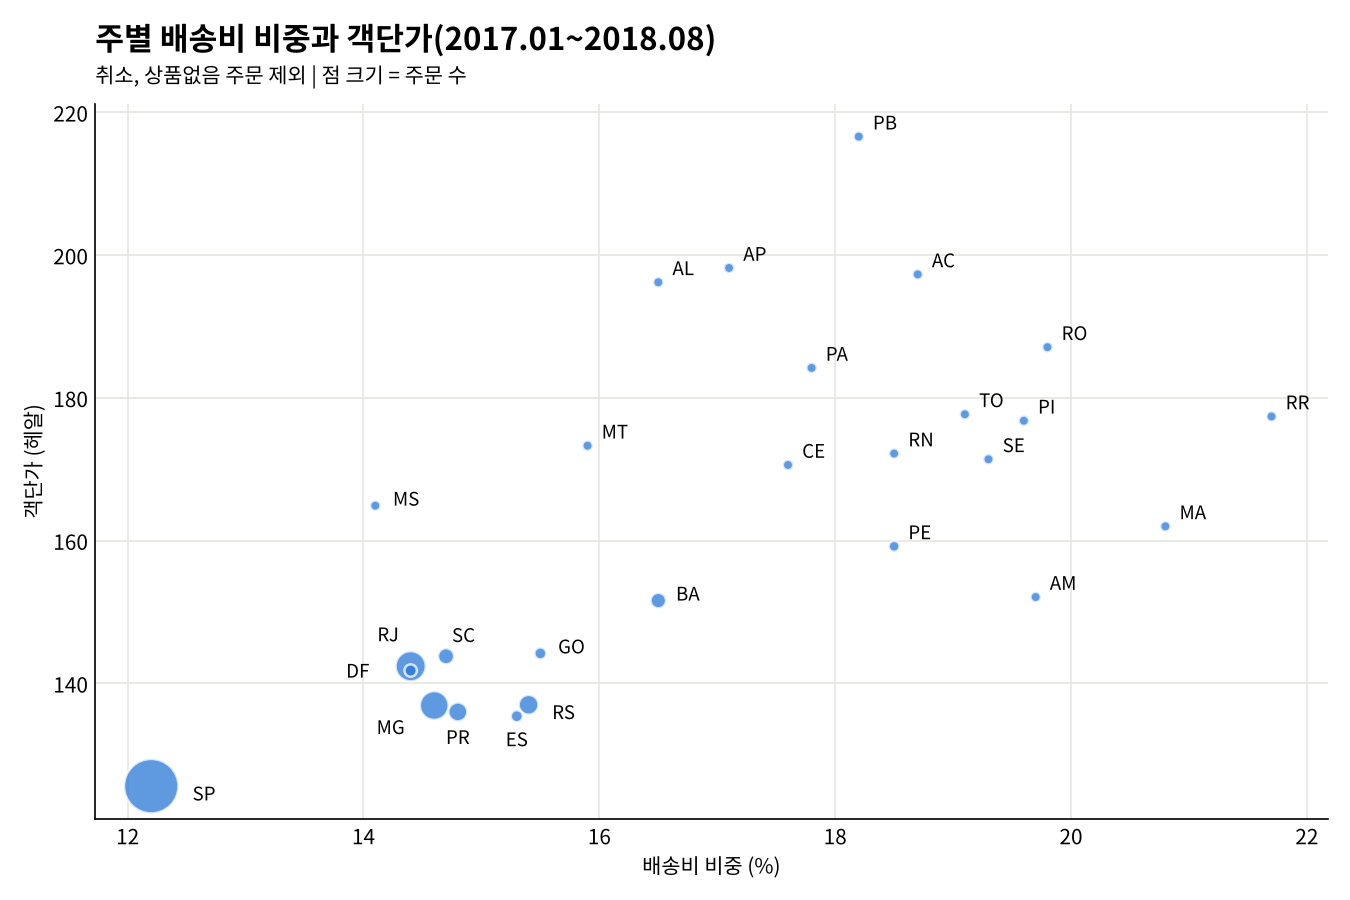 주별 배송비 비중과 객단가(2017.01~2018.08)
취소, 상품없음 주문 제외 | 점 크기 = 주문 수
220
200
180
160
140
객단가 (헤알)
PB
AP
AL
AC
RO
PA
TO
PI
RR
MT
RN
SE
CE
MS
MA
PE
AM
BA
RJ
SC
GO
DF
RS
MG
PR
ES
SP
12
14
16
18
20
22
배송비 비중 (%)